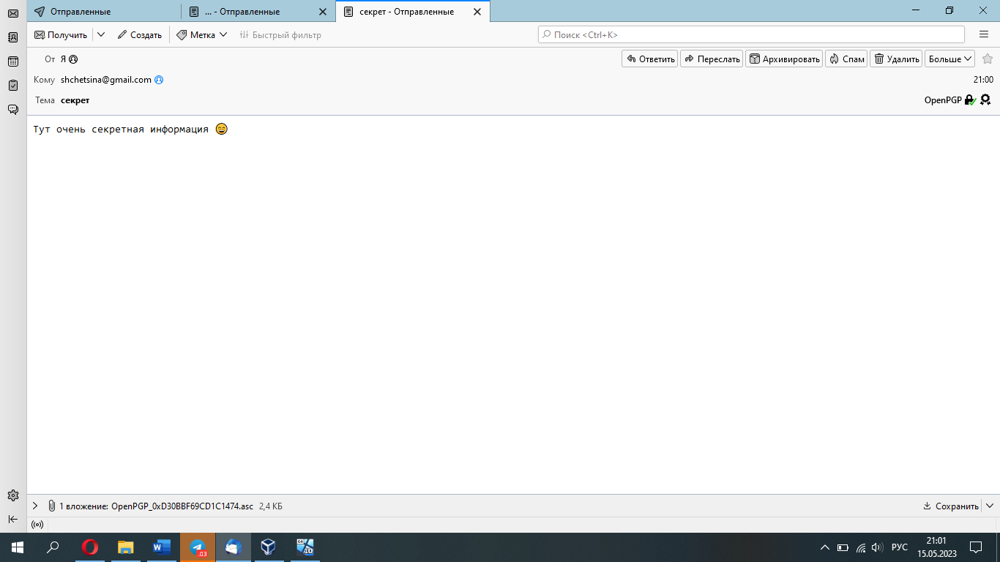 Отправленные
... - Отправленные
секрет - Отправленные
Получить
Создать
Метка
Быстрый фильтр
Поиск <Ctrl+K>
От Я
Ответить
Переслать
Архивировать
Спам
Удалить
Больше
Кому shchetsina@gmail.com
21:00
Тема секрет
OpenPGP
Тут очень секретная информация 😄
1 вложение: OpenPGP_0xD30BBF69CD1C1474.asc 2,4 КБ
Сохранить
W
..03
64
10
РУС
21:01
15.05.2023